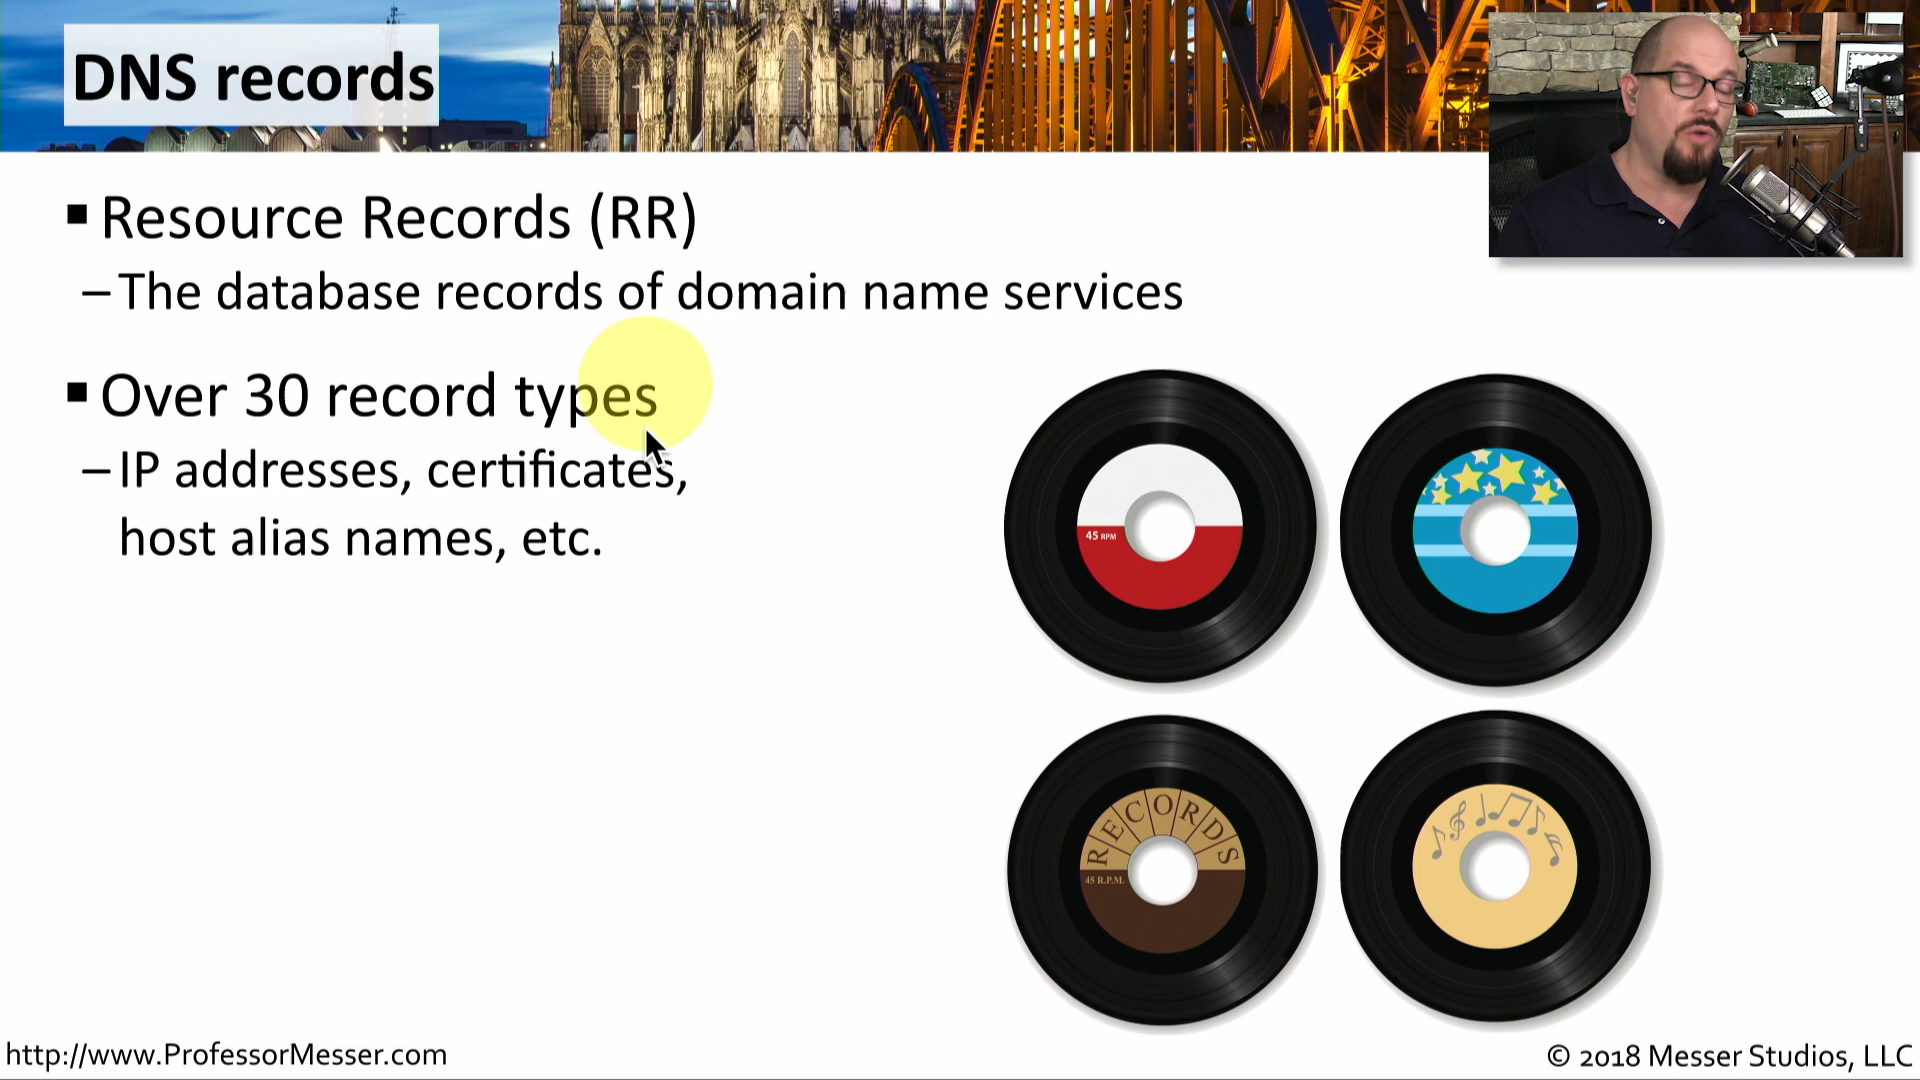 DNS records
▪ Resource Records (RR)
– The database records of domain name services
▪ Over 30 record types
– IP addresses, certificates,
host alias names, etc.
45 RPM
RECORDS
45 R.P.M.
http://www.ProfessorMesser.com
© 2018 Messer Studios, LLC